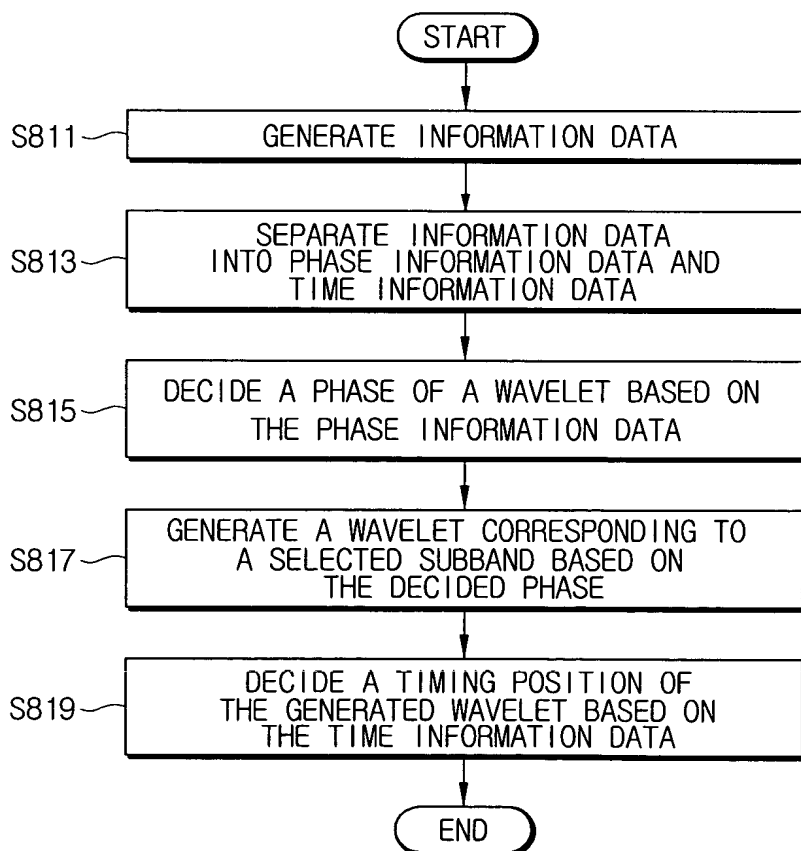 START
S811
GENERATE INFORMATION DATA
S813
SEPARATE INFORMATION DATA
INTO PHASE INFORMATION DATA AND
TIME INFORMATION DATA
S815
DECIDE A PHASE OF A WAVELET BASED ON
THE PHASE INFORMATION DATA
S817
GENERATE A WAVELET CORRESPONDING TO
A SELECTED SUBBAND BASED ON
THE DECIDED PHASE
S819
DECIDE A TIMING POSITION OF
THE GENERATED WAVELET BASED ON
THE TIME INFORMATION DATA
END